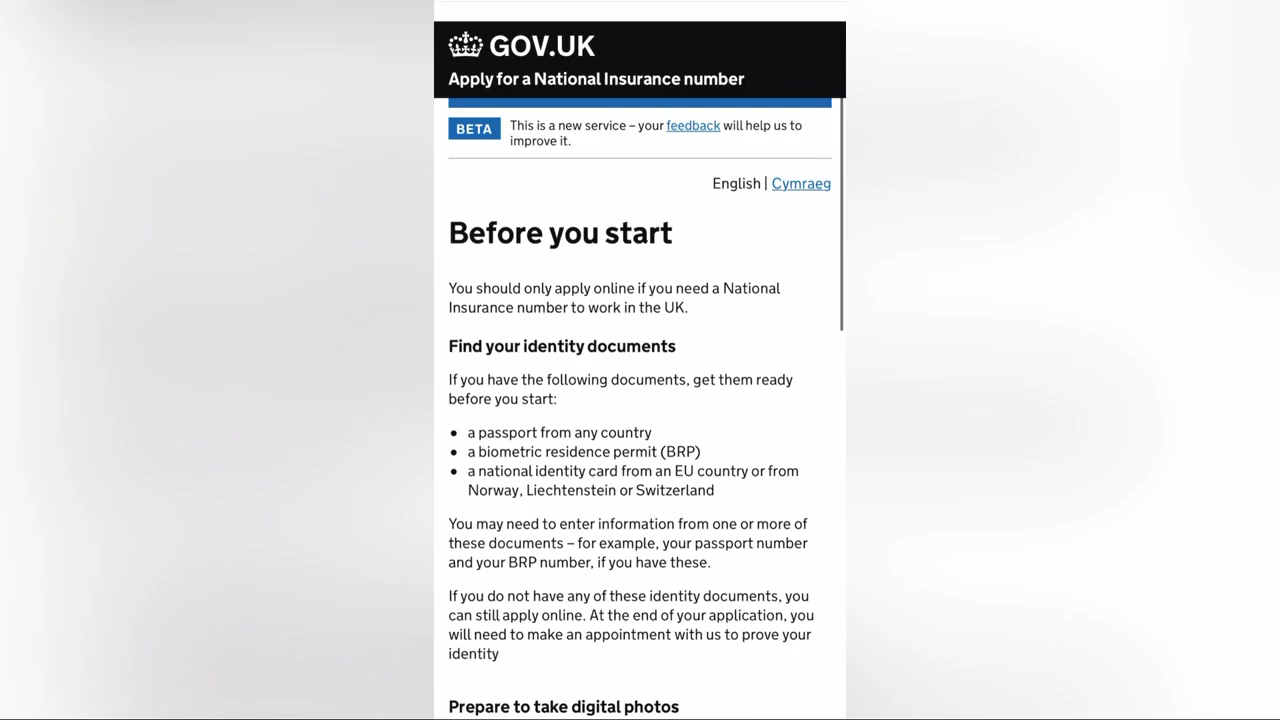 GOV.UK
Apply for a National Insurance number
BETA
This is a new service – your feedback will help us to
improve it.
English | Cymraeg
Before you start
You should only apply online if you need a National
Insurance number to work in the UK.
Find your identity documents
If you have the following documents, get them ready
before you start:
• a passport from any country
• a biometric residence permit (BRP)
• a national identity card from an EU country or from
Norway, Liechtenstein or Switzerland
You may need to enter information from one or more of
these documents – for example, your passport number
and your BRP number, if you have these.
If you do not have any of these identity documents, you
can still apply online. At the end of your application, you
will need to make an appointment with us to prove your
identity
Prepare to take digital photos